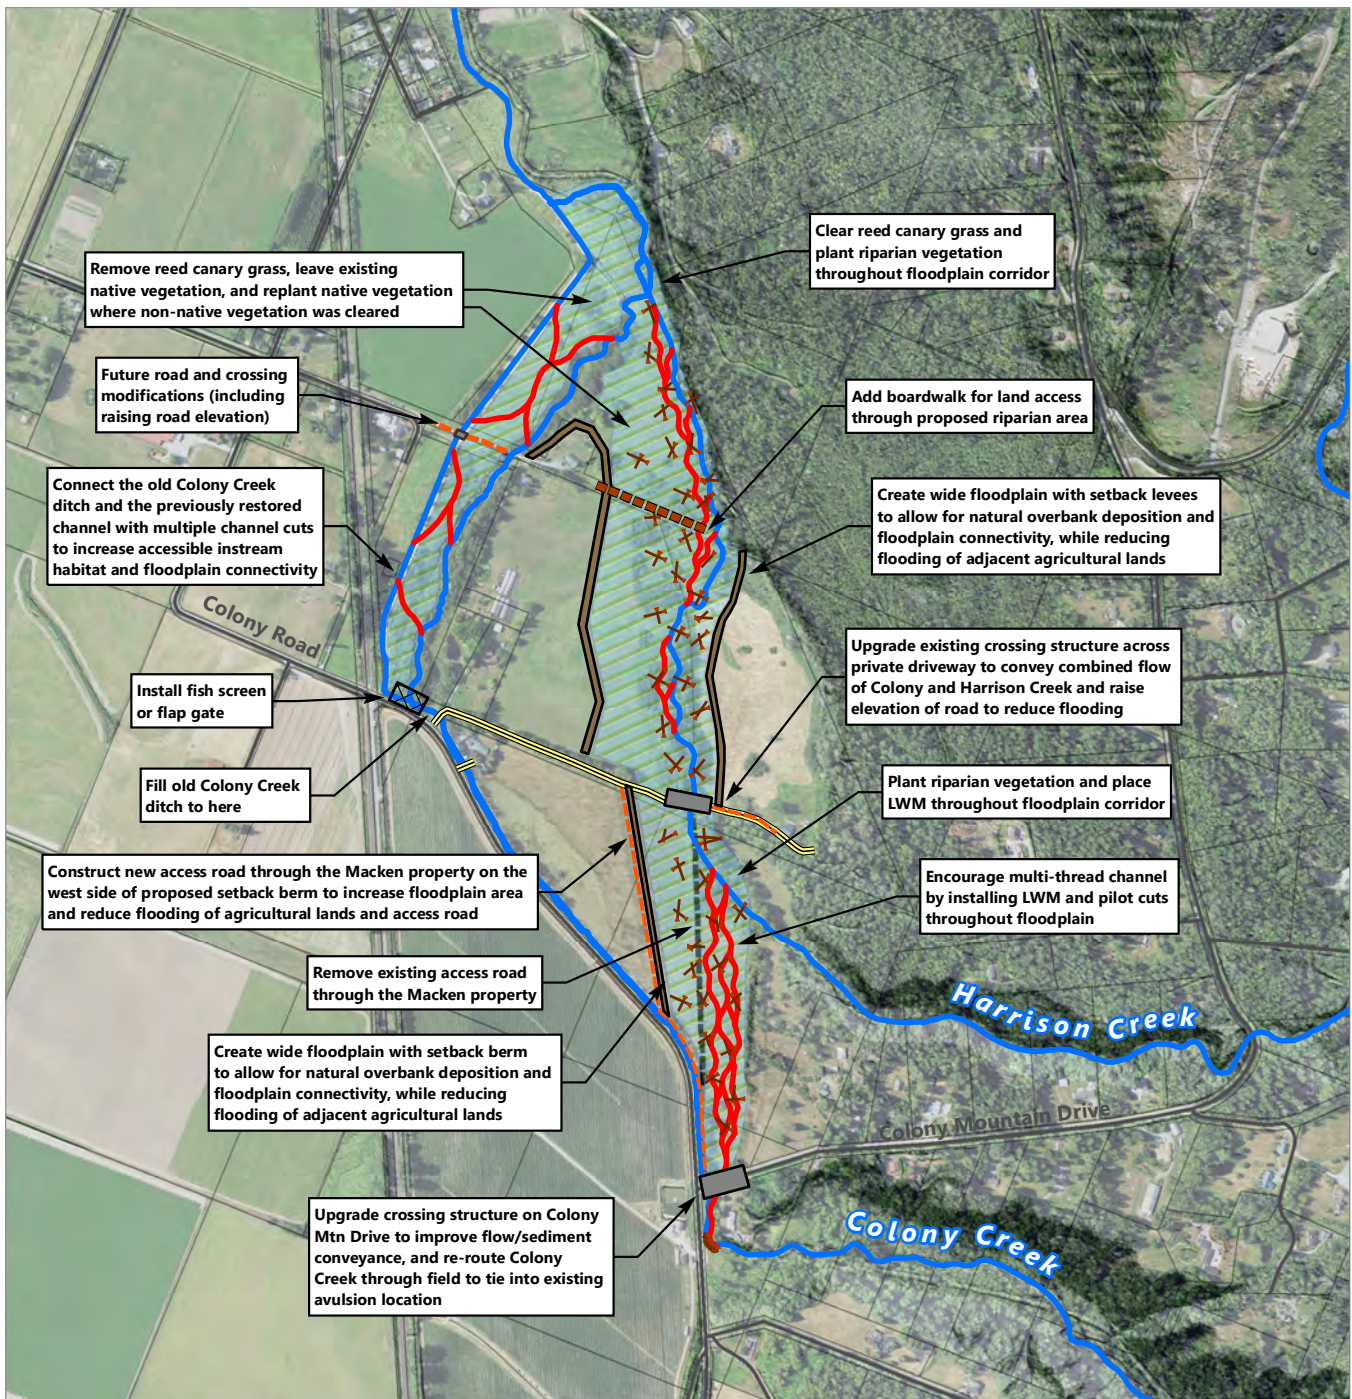 Clear reed canary grass and
plant riparian vegetation
throughout floodplain corridor
Remove reed canary grass, leave existing
native vegetation, and replant native vegetation
where non-native vegetation was cleared
Future road and crossing
modifications (including
raising road elevation)
Add boardwalk for land access
through proposed riparian area
Connect the old Colony Creek
ditch and the previously restored
channel with multiple channel cuts
to increase accessible instream
habitat and floodplain connectivity
Create wide floodplain with setback levees
to allow for natural overbank deposition and
floodplain connectivity, while reducing
flooding of adjacent agricultural lands
Colony Road
Upgrade existing crossing structure across
private driveway to convey combined flow
of Colony and Harrison Creek and raise
elevation of road to reduce flooding
Install fish screen
or flap gate
Fill old Colony Creek
ditch to here
Plant riparian vegetation and place
LWM throughout floodplain corridor
Construct new access road through the Macken property on the
west side of proposed setback berm to increase floodplain area
and reduce flooding of agricultural lands and access road
Encourage multi-thread channel
by installing LWM and pilot cuts
throughout floodplain
Remove existing access road
through the Macken property
Harrison Creek
Create wide floodplain with setback berm
to allow for natural overbank deposition and
floodplain connectivity, while reducing
flooding of adjacent agricultural lands
Colony Mountain Drive
Upgrade crossing structure on Colony
Mtn Drive to improve flow/sediment
conveyance, and re-route Colony
Creek through field to tie into existing
avulsion location
Colony Creek